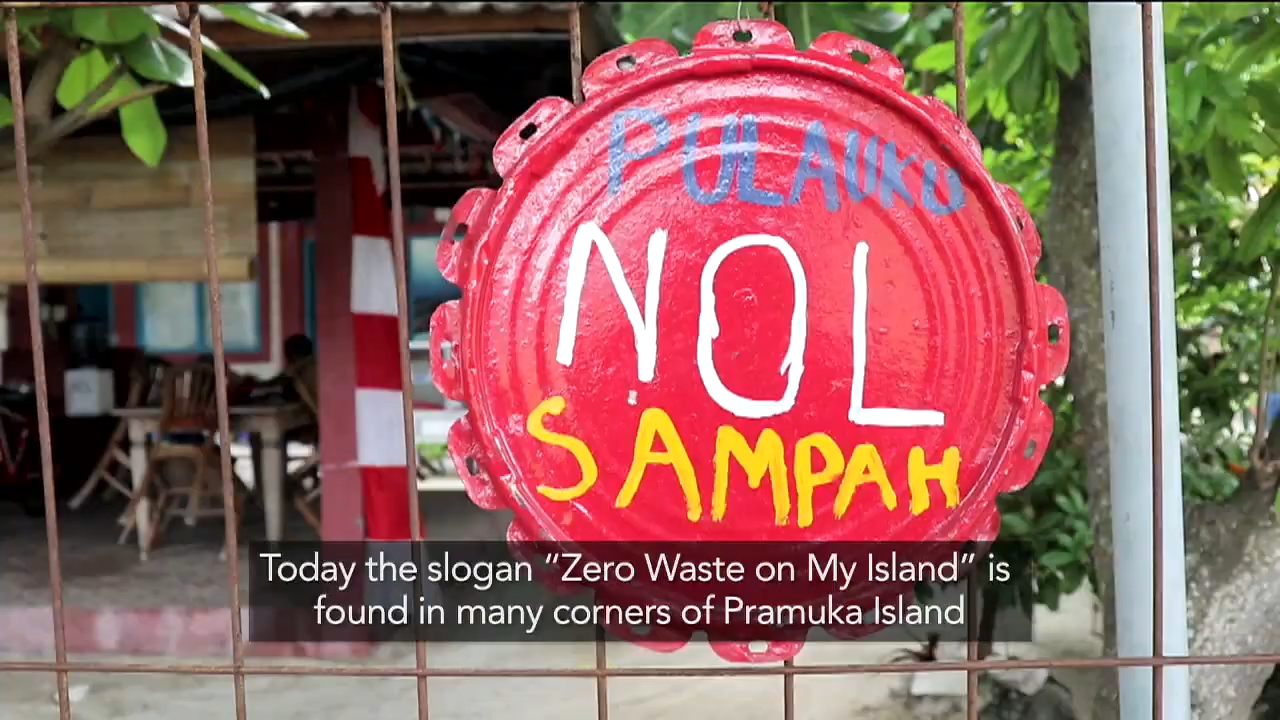 PULAUKU
NOL
SAMPAH
Today the slogan “Zero Waste on My Island” is
found in many corners of Pramuka Island